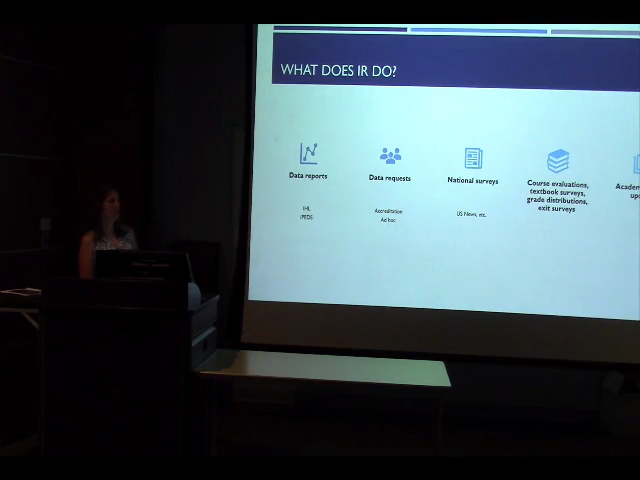 WHAT DOES IR DO?
Data reports
IHL
IPEDS
Data requests
Accreditation
Ad hoc
National surveys
US News, etc.
Course evaluations,
textbook surveys,
grade distributions,
exit surveys